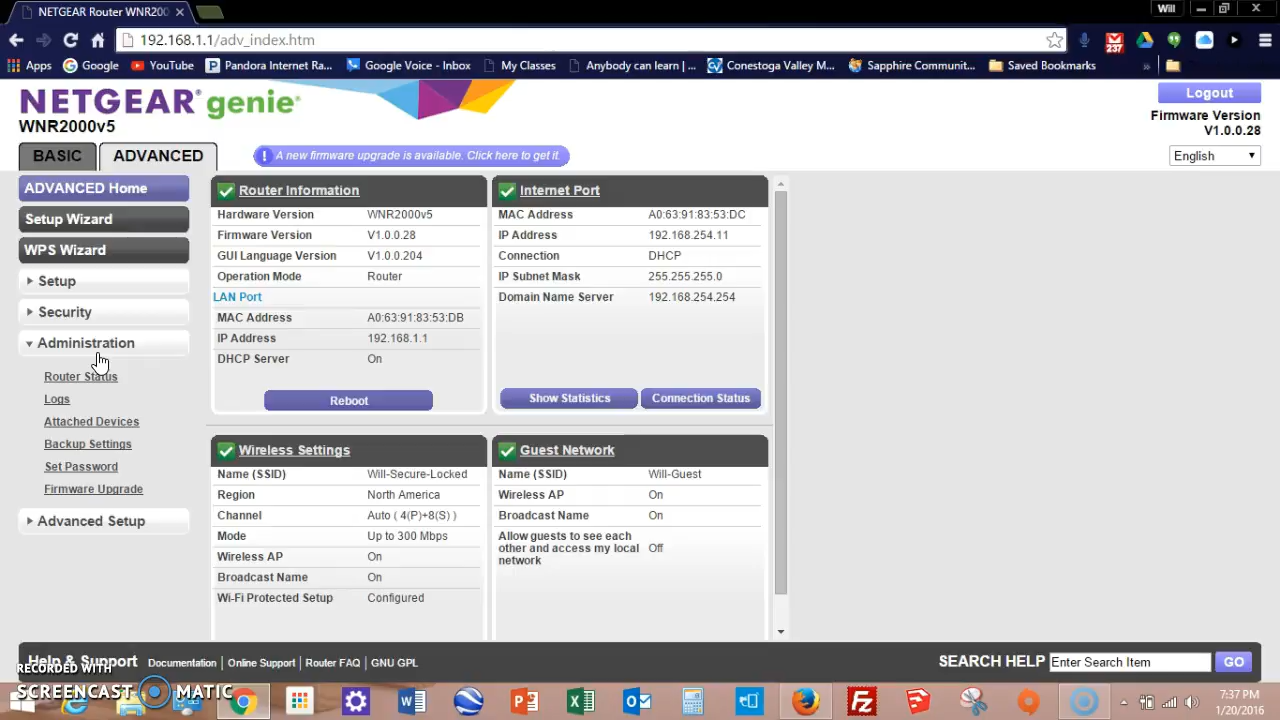 NETGEAR Router WNR200
Will
192.168.1.1/adv_index.htm
237
Apps Google YouTube Pandora Internet Ra... Google Voice - Inbox My Classes Anybody can learn | ... Conestoga Valley M... Sapphire Communit... Saved Bookmarks »
NETGEAR® genie®
WNR2000v5
Logout
Firmware Version
V1.0.0.28
BASIC ADVANCED
! A new firmware upgrade is available. Click here to get it.
English
ADVANCED Home
Setup Wizard
WPS Wizard
Setup
Security
Administration
Router Status
Logs
Attached Devices
Backup Settings
Set Password
Firmware Upgrade
Advanced Setup
Router Information
Hardware Version WNR2000v5
Firmware Version V1.0.0.28
GUI Language Version V1.0.0.204
Operation Mode Router
LAN Port
MAC Address A0:63:91:83:53:DB
IP Address 192.168.1.1
DHCP Server On
Reboot
Internet Port
MAC Address A0:63:91:83:53:DC
IP Address 192.168.254.11
Connection DHCP
IP Subnet Mask 255.255.255.0
Domain Name Server 192.168.254.254
Show Statistics Connection Status
Wireless Settings
Name (SSID) Will-Secure-Locked
Region North America
Channel Auto ( 4(P)+8(S) )
Mode Up to 300 Mbps
Wireless AP On
Broadcast Name On
Wi-Fi Protected Setup Configured
Guest Network
Name (SSID) Will-Guest
Wireless AP On
Broadcast Name On
Allow guests to see each
other and access my local Off
network
Help & Support Documentation | Online Support | Router FAQ | GNU GPL
SEARCH HELP Enter Search Item GO
RECORDED WITH
SCREENCAST MATIC
7:37 PM
1/20/2016